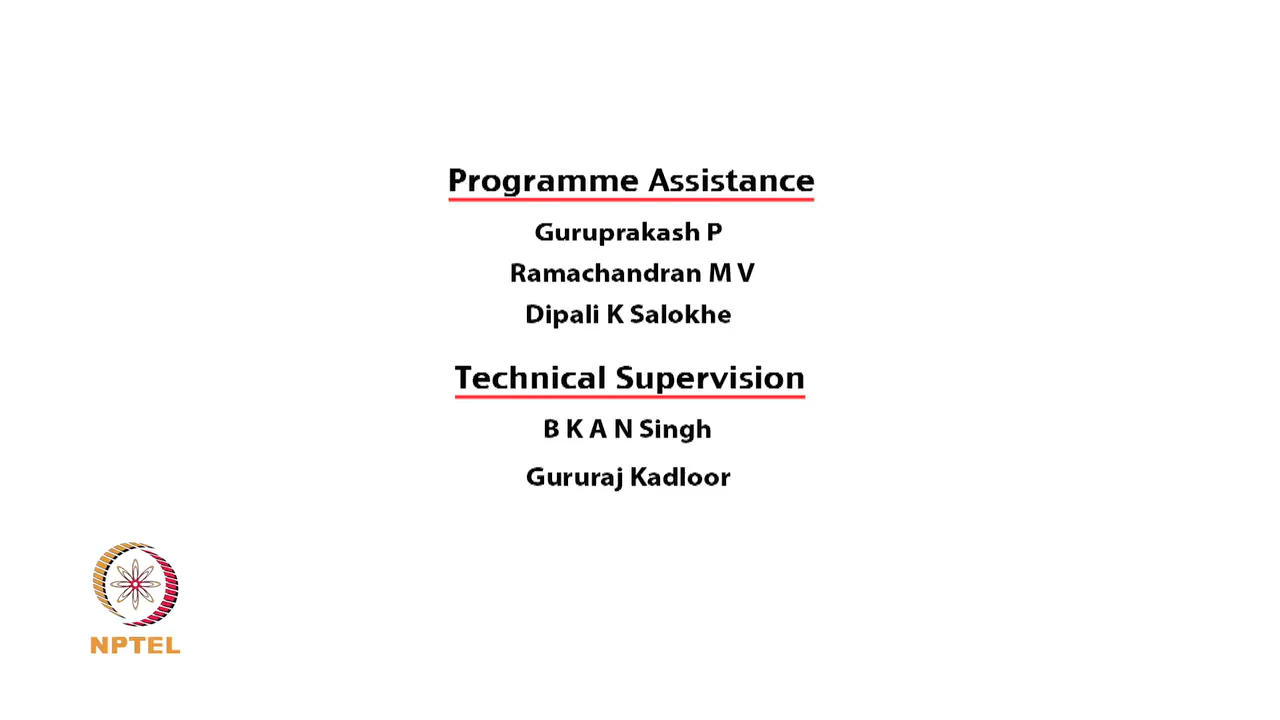 Programme Assistance
Guruprakash P
Ramachandran M V
Dipali K Salokhe
Technical Supervision
B K A N Singh
Gururaj Kadloor
NPTEL